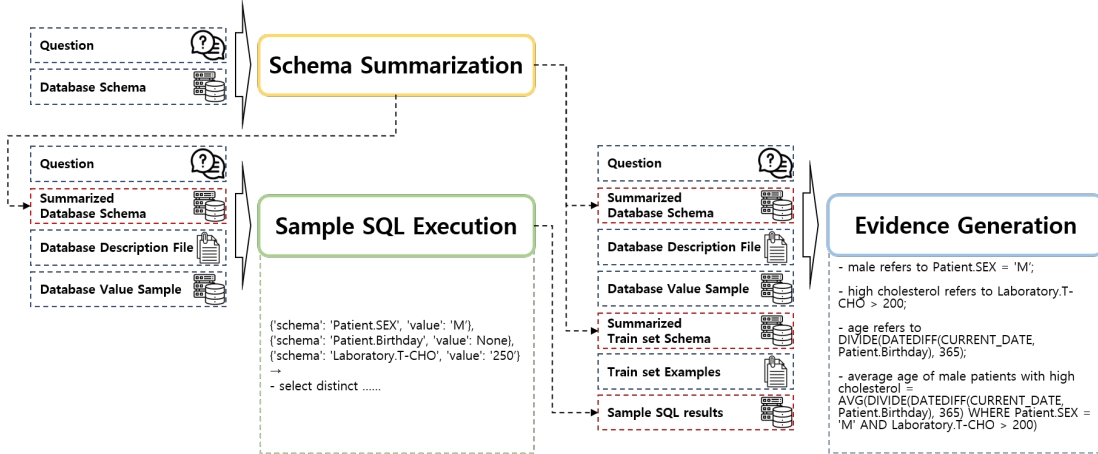 Question
Database Schema
Schema Summarization
Question
Summarized
Database Schema
Database Description File
Database Value Sample
Sample SQL Execution
{'schema': 'Patient.SEX', 'value': 'M'},
{'schema': 'Patient.Birthday', 'value': None},
{'schema': 'Laboratory.T-CHO', 'value': '250'}
→
- select distinct ......
Question
Summarized
Database Schema
Database Description File
Database Value Sample
Summarized
Train set Schema
Train set Examples
Sample SQL results
Evidence Generation
- male refers to Patient.SEX = 'M';
- high cholesterol refers to Laboratory.T-
CHO > 200;
- age refers to
DIVIDE(DATEDIFF(CURRENT_DATE,
Patient.Birthday), 365);
- average age of male patients with high
cholesterol =
AVG(DIVIDE(DATEDIFF(CURRENT_DATE,
Patient.Birthday), 365) WHERE Patient.SEX =
'M' AND Laboratory.T-CHO > 200)